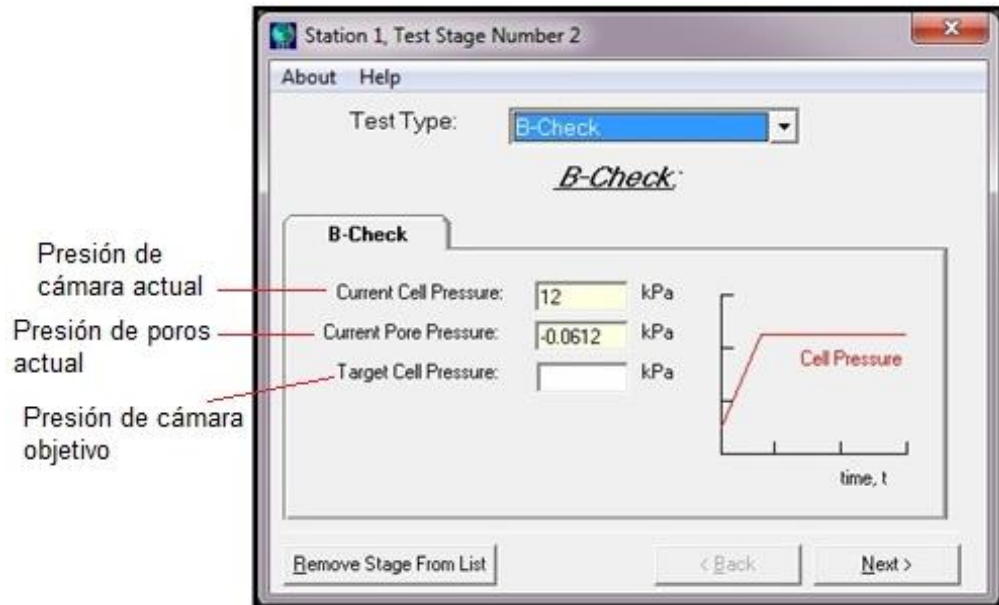 Station 1, Test Stage Number 2
About Help
Test Type: B-Check
B-Check:
B-Check
Presión de
cámara actual
Current Cell Pressure: 12 kPa
Presión de poros
actual
Current Pore Pressure: -0.0612 kPa
Target Cell Pressure: kPa
Presión de cámara
objetivo
Cell Pressure
time, t
Remove Stage From List
< Back
Next >